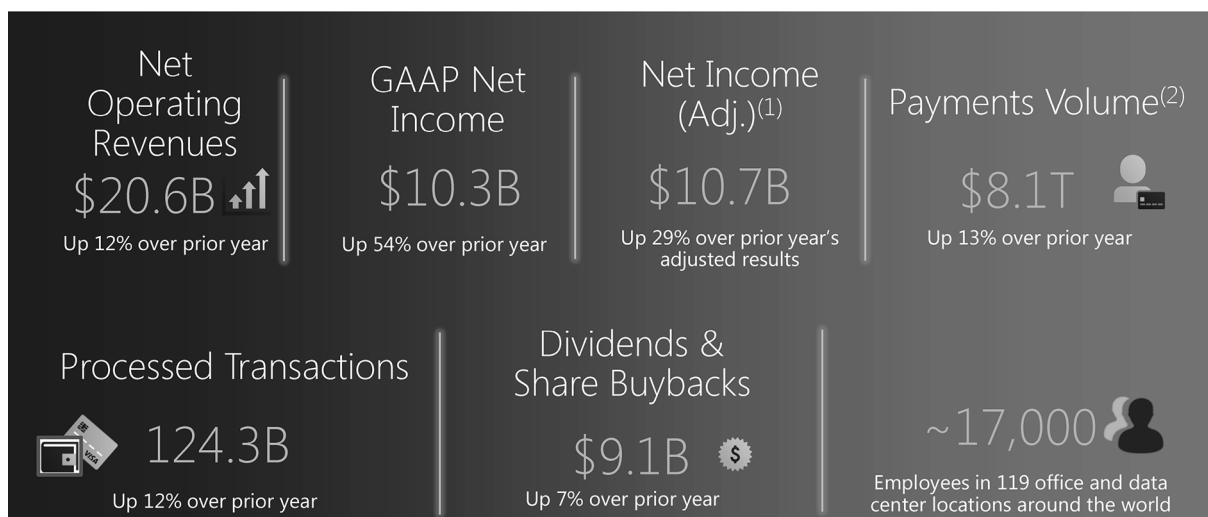 Net
Operating
Revenues
$20.6B
Up 12% over prior year
GAAP Net
Income
$10.3B
Up 54% over prior year
Net Income
(Adj.)(1)
$10.7B
Up 29% over prior year's
adjusted results
Payments Volume(2)
$8.1T
Up 13% over prior year
Processed Transactions
VISA
124.3B
Up 12% over prior year
Dividends &
Share Buybacks
$9.1B
$
Up 7% over prior year
~17,000
Employees in 119 office and data
center locations around the world